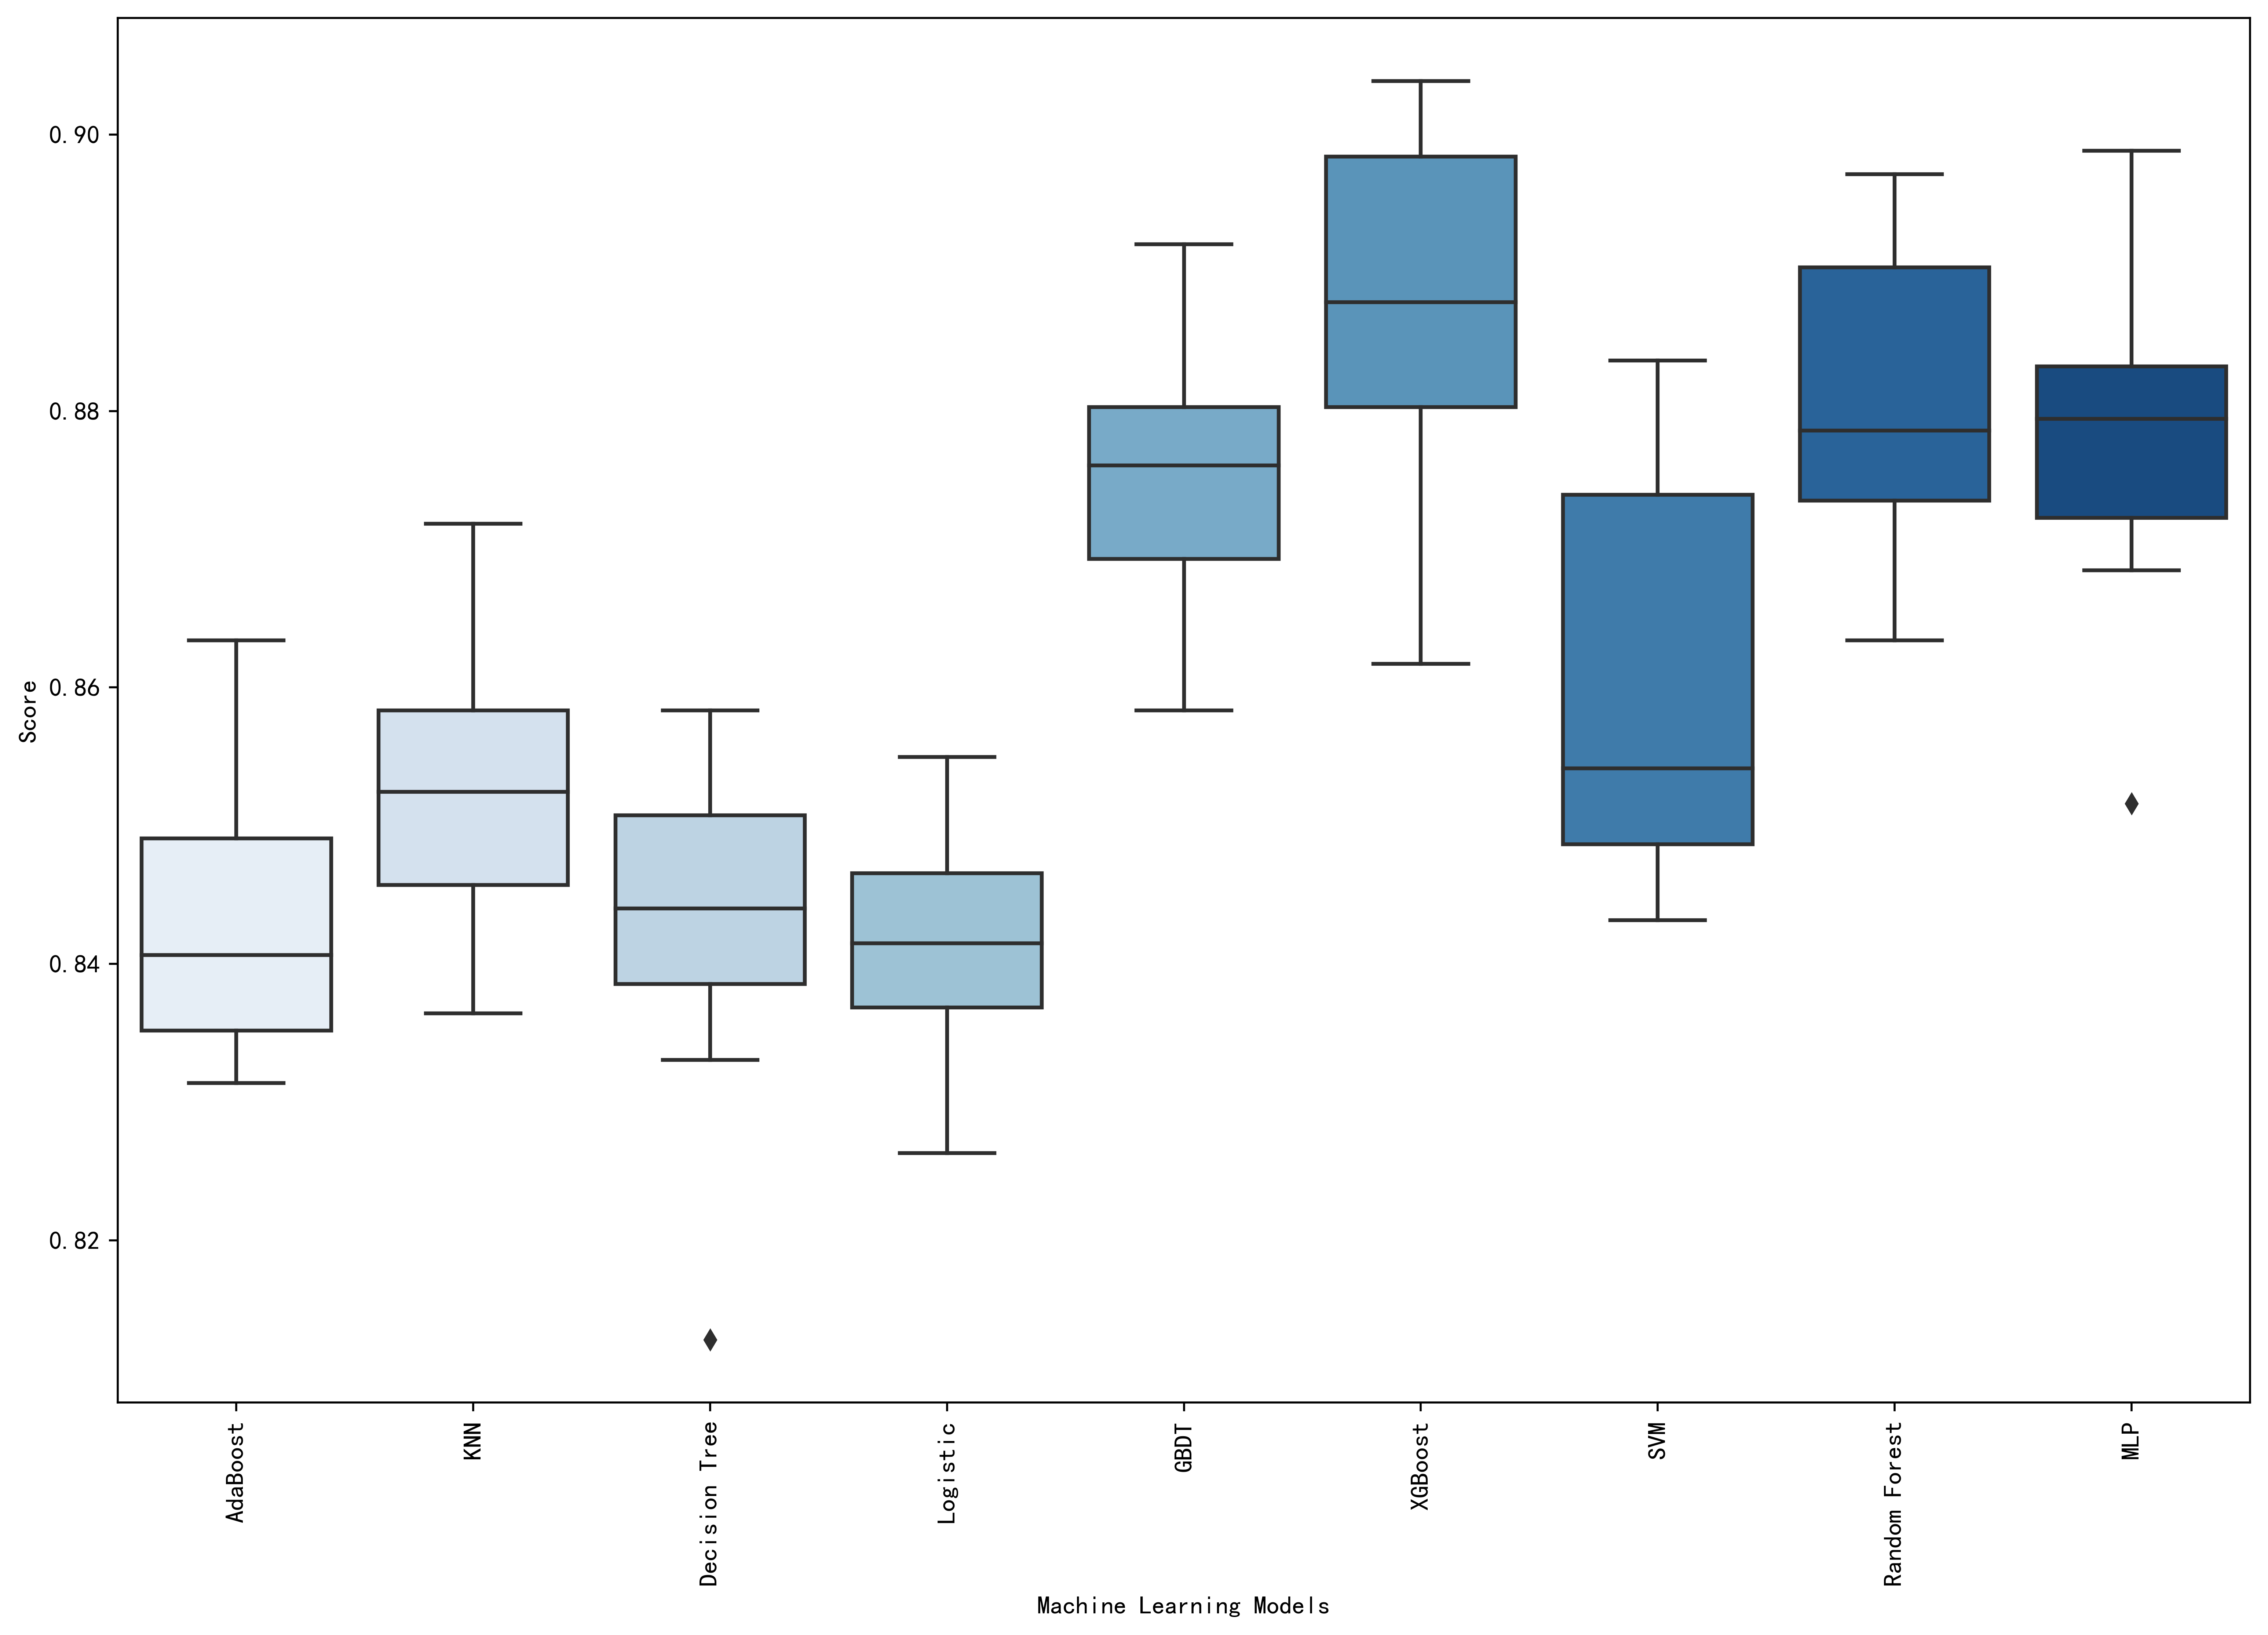 0.90
0.88
0.86
0.84
0.82
Score
AdaBoost
KNN
Decision Tree
Logistic
GBDT
XGBoost
SVM
Random Forest
MLP
Machine Learning Models